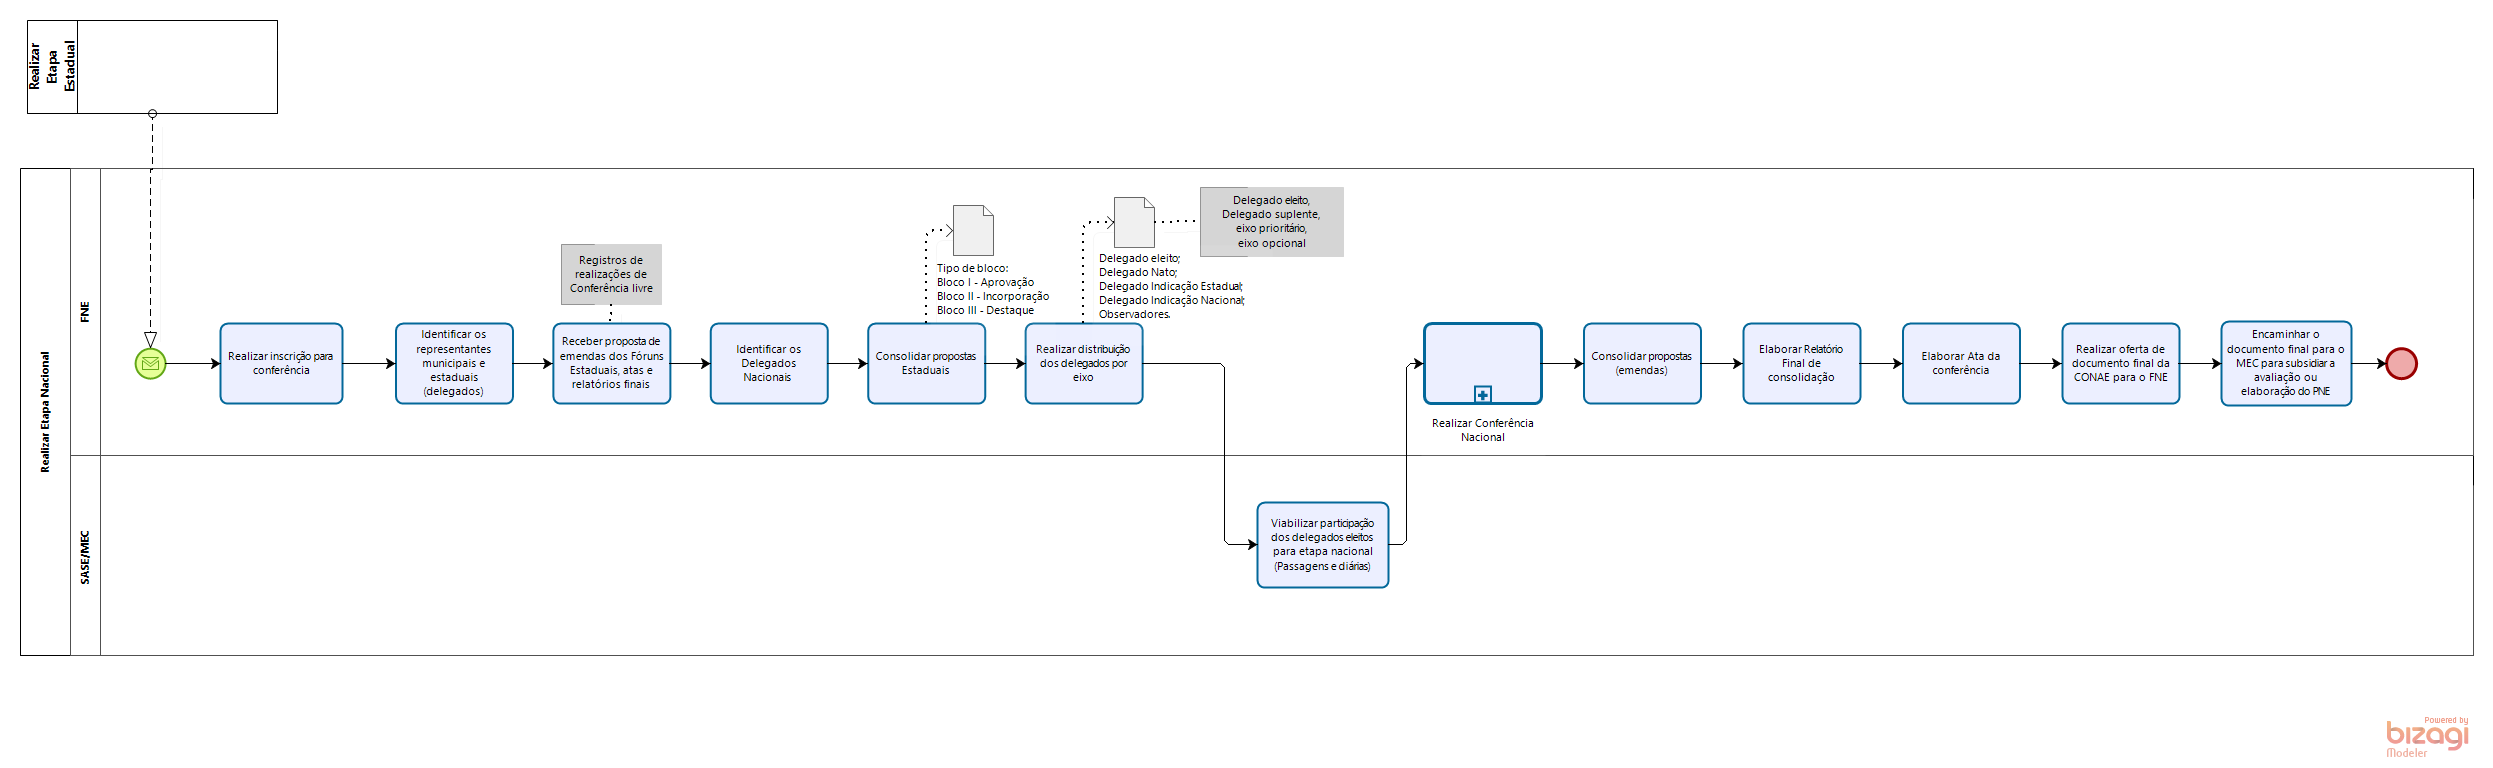 Realizar
Etapa
Estadual
Realizar Etapa Nacional
FNE
SASE/MEC
Realizar inscrição para
conferência
Identificar os
representantes
municipais e
estaduais
(delegados)
Registros de
realizações de
Conferência livre
Receber proposta de
emendas dos Fóruns
Estaduais, atas e
relatórios finais
Identificar os
Delegados
Nacionais
Tipo de bloco:
Bloco I - Aprovação
Bloco II - Incorporação
Bloco III - Destaque
Consolidar propostas
Estaduais
Delegado eleito;
Delegado Nato;
Delegado Indicação Estadual;
Delegado Indicação Nacional;
Observadores.
Delegado eleito,
Delegado suplente,
eixo prioritário,
eixo opcional
Realizar distribuição
dos delegados por
eixo
Viabilizar participação
dos delegados eleitos
para etapa nacional
(Passagens e diárias)
Realizar Conferência
Nacional
Consolidar propostas
(emendas)
Elaborar Relatório
Final de
consolidação
Elaborar Ata da
conferência
Realizar oferta de
documento final da
CONAE para o FNE
Encaminhar o
documento final para o
MEC para subsidiar a
avaliação ou
elaboração do PNE
Powered by
bizagi
Modeler